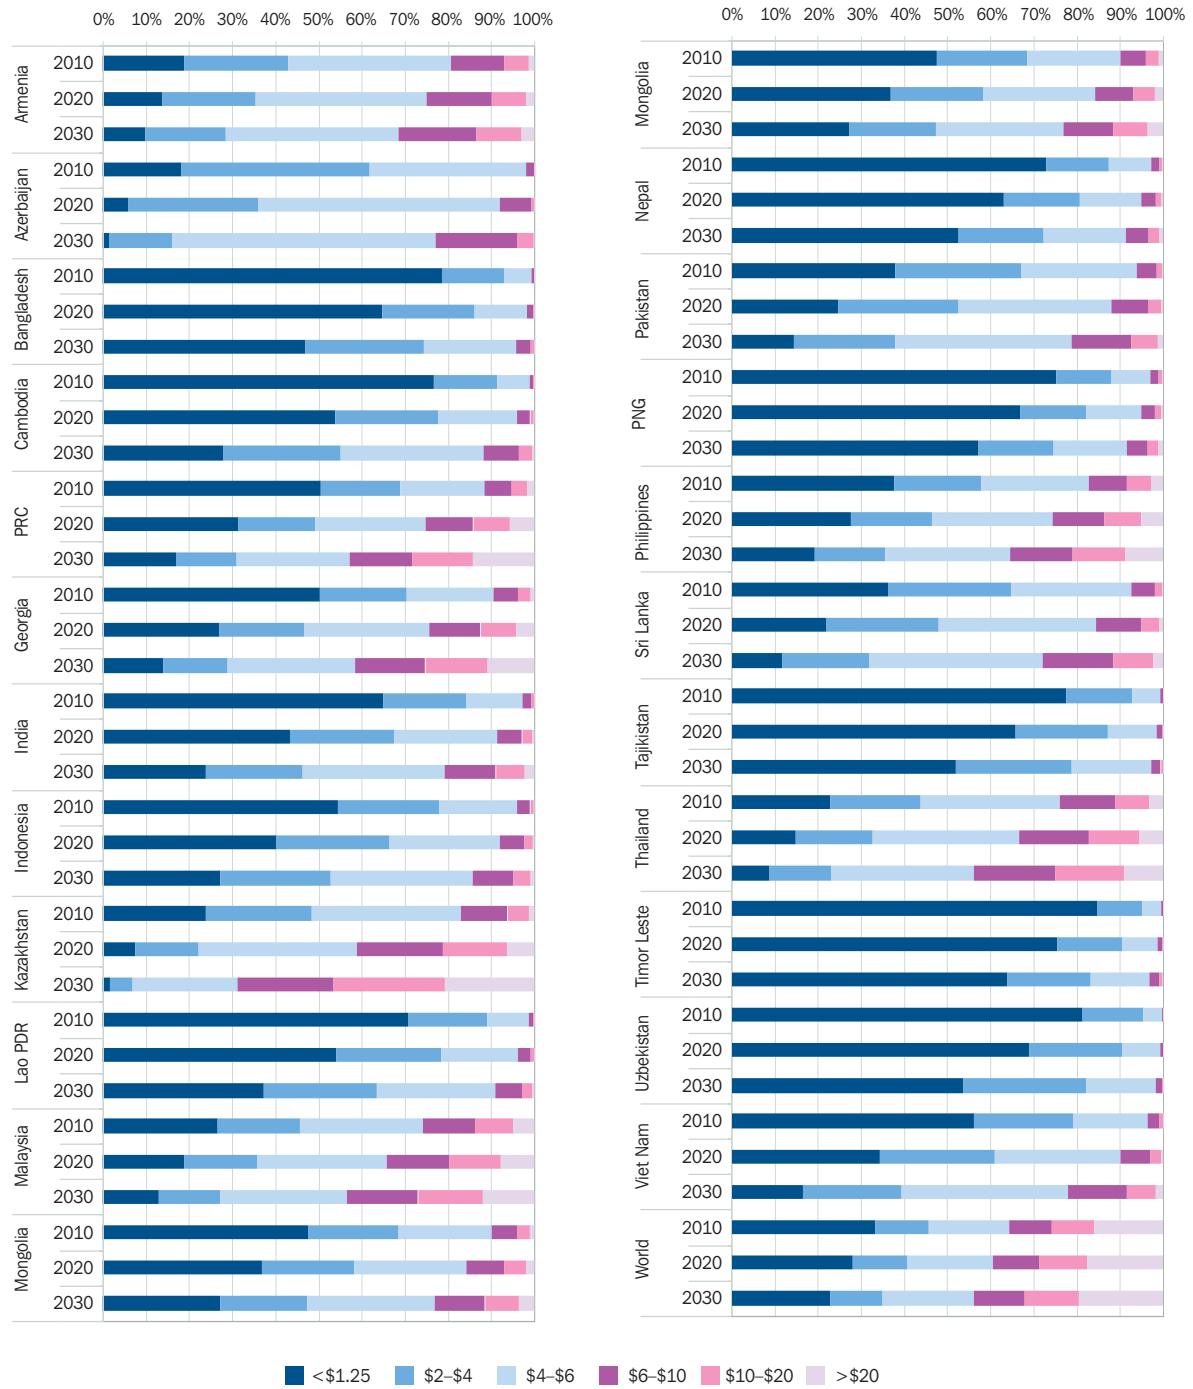 0% 10% 20% 30% 40% 50% 60% 70% 80% 90% 100%
Armenia
2010
2020
2030
Azerbaijan
2010
2020
2030
Bangladesh
2010
2020
2030
Cambodia
2010
2020
2030
PRC
2010
2020
2030
Georgia
2010
2020
2030
India
2010
2020
2030
Indonesia
2010
2020
2030
Kazakhstan
2010
2020
2030
Lao PDR
2010
2020
2030
Malaysia
2010
2020
2030
Mongolia
2010
2020
2030
0% 10% 20% 30% 40% 50% 60% 70% 80% 90% 100%
Mongolia
2010
2020
2030
Nepal
2010
2020
2030
Pakistan
2010
2020
2030
PNG
2010
2020
2030
Philippines
2010
2020
2030
Sri Lanka
2010
2020
2030
Tajikistan
2010
2020
2030
Thailand
2010
2020
2030
Timor Leste
2010
2020
2030
Uzbekistan
2010
2020
2030
Viet Nam
2010
2020
2030
World
2010
2020
2030
<$1.25 $2–$4 $4–$6 $6–$10 $10–$20 >$20